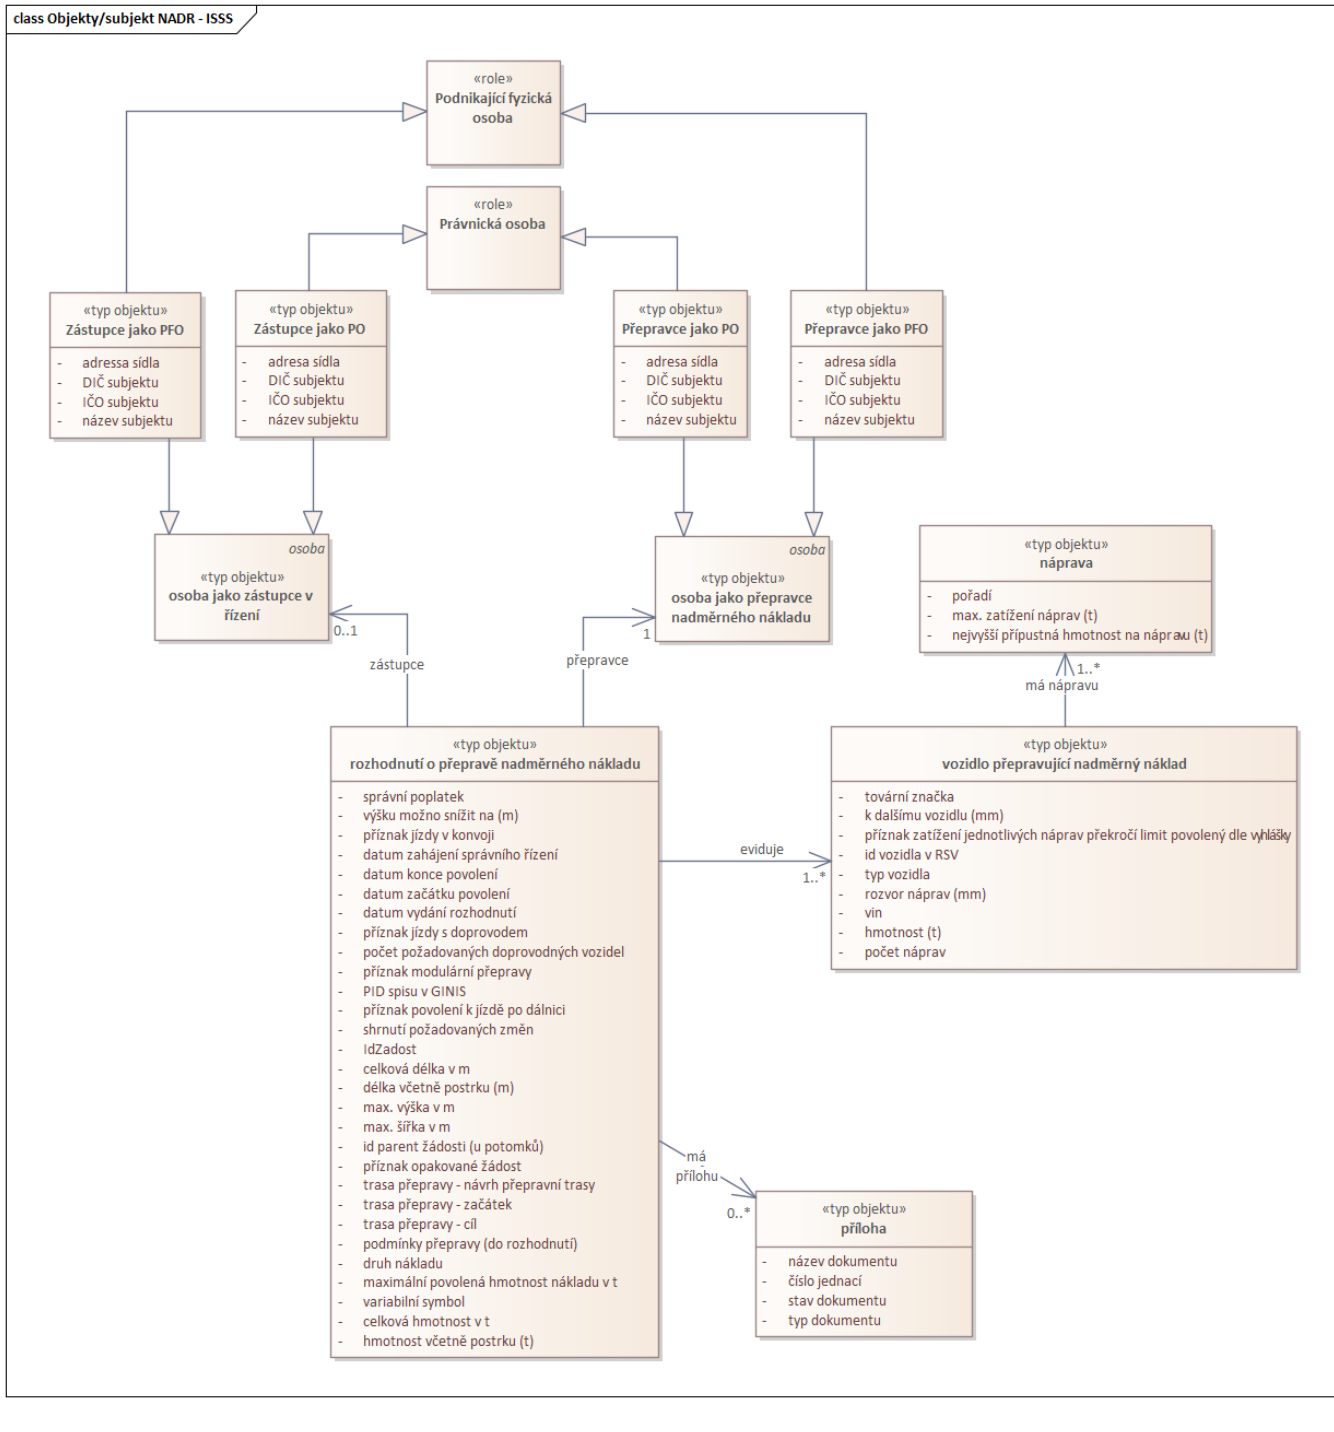 class Objekty/subjekt NADR - ISSS
«role»
Podnikající fyzická
osoba
«role»
Právnická osoba
«typ objektu»
Zástupce jako PFO
- adressa sídla
- DIČ subjektu
- IČO subjektu
- název subjektu
«typ objektu»
Zástupce jako PO
- adresa sídla
- DIČ subjektu
- IČO subjektu
- název subjektu
«typ objektu»
Přepravce jako PO
- adresa sídla
- DIČ subjektu
- IČO subjektu
- název subjektu
«typ objektu»
Přepravce jako PFO
- adresa sídla
- DIČ subjektu
- IČO subjektu
- název subjektu
osoba
«typ objektu»
osoba jako zástupce v
řízení
osoba
«typ objektu»
osoba jako přepravce
nadměrného nákladu
«typ objektu»
náprava
- pořadí
- max. zatížení náprav (t)
- nejvyšší přípustná hmotnost na nápravu (t)
0..1
zástupce
1
přepravce
1..*
má nápravu
«typ objektu»
rozhodnutí o přepravě nadměrného nákladu
- správní poplatek
- výšku možno snížit na (m)
- příznak jízdy v konvoji
- datum zahájení správního řízení
- datum konce povolení
- datum začátku povolení
- datum vydání rozhodnutí
- příznak jízdy s doprovodem
- počet požadovaných doprovodných vozidel
- příznak modulární přepravy
- PID spisu v GINIS
- příznak povolení k jízdě po dálnici
- shrnutí požadovaných změn
- IdZadost
- celková délka v m
- délka včetně postrku (m)
- max. výška v m
- max. šířka v m
- id parent žádosti (u potomků)
- příznak opakované žádost
- trasa přepravy - návrh přepravní trasy
- trasa přepravy - začátek
- trasa přepravy - cíl
- podmínky přepravy (do rozhodnutí)
- druh nákladu
- maximální povolená hmotnost nákladu v t
- variabilní symbol
- celková hmotnost v t
- hmotnost včetně postrku (t)
eviduje
1..*
«typ objektu»
vozidlo přepravující nadměrný náklad
- tovární značka
- k dalšímu vozidlu (mm)
- příznak zatížení jednotlivých náprav překročí limit povolený dle vyhlášky
- id vozidla v RSV
- typ vozidla
- rozvor náprav (mm)
- vin
- hmotnost (t)
- počet náprav
má
přílohu
0..*
«typ objektu»
příloha
- název dokumentu
- číslo jednací
- stav dokumentu
- typ dokumentu